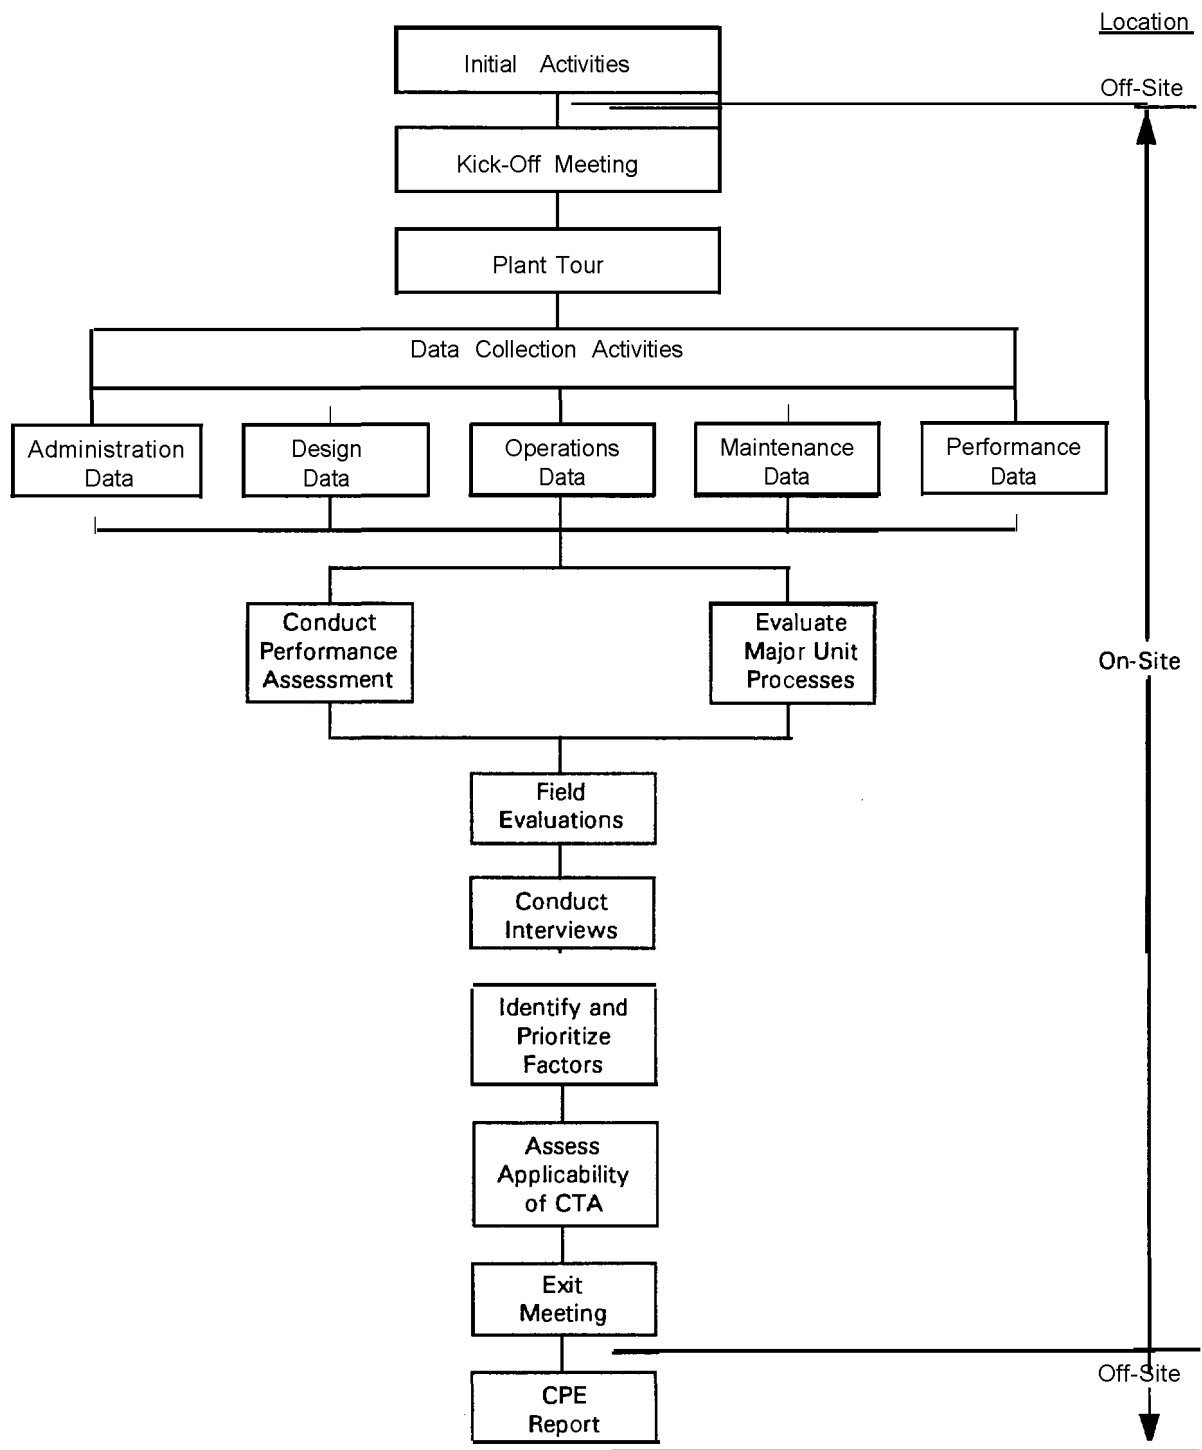 Location
Initial Activities
Off-Site
Kick-Off Meeting
Plant Tour
Data Collection Activities
Administration
Data
Design
Data
Operations
Data
Maintenance
Data
Performance
Data
Conduct
Performance
Assessment
Evaluate
Major Unit
Processes
On-Site
Field
Evaluations
Conduct
Interviews
Identify and
Prioritize
Factors
Assess
Applicability
of CTA
Exit
Meeting
Off-Site
CPE
Report